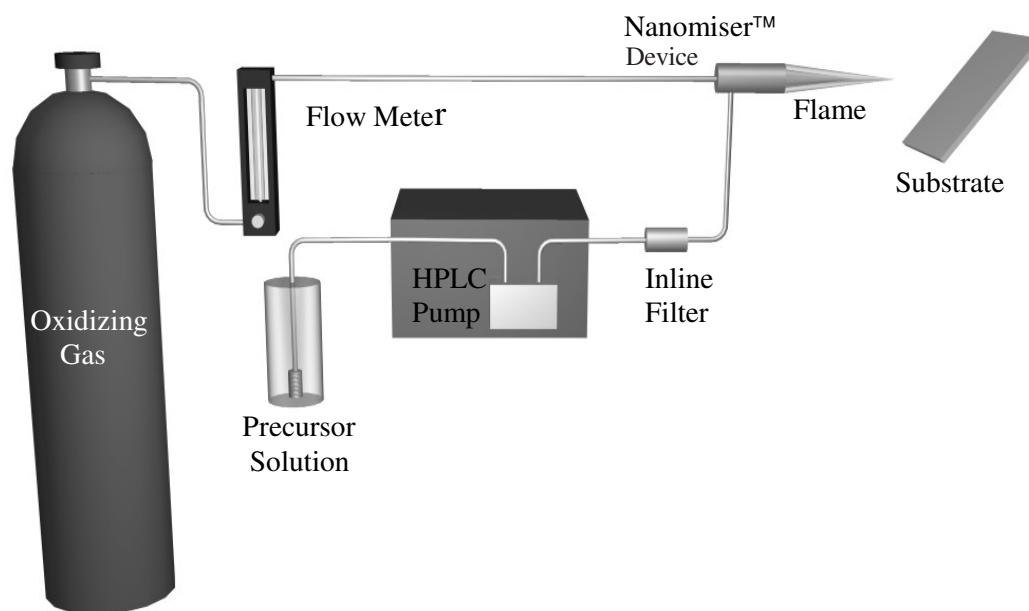 Nanomiser™
Device
Flow Meter
Flame
Substrate
HPLC
Pump
Inline
Filter
Oxidizing
Gas
Precursor
Solution